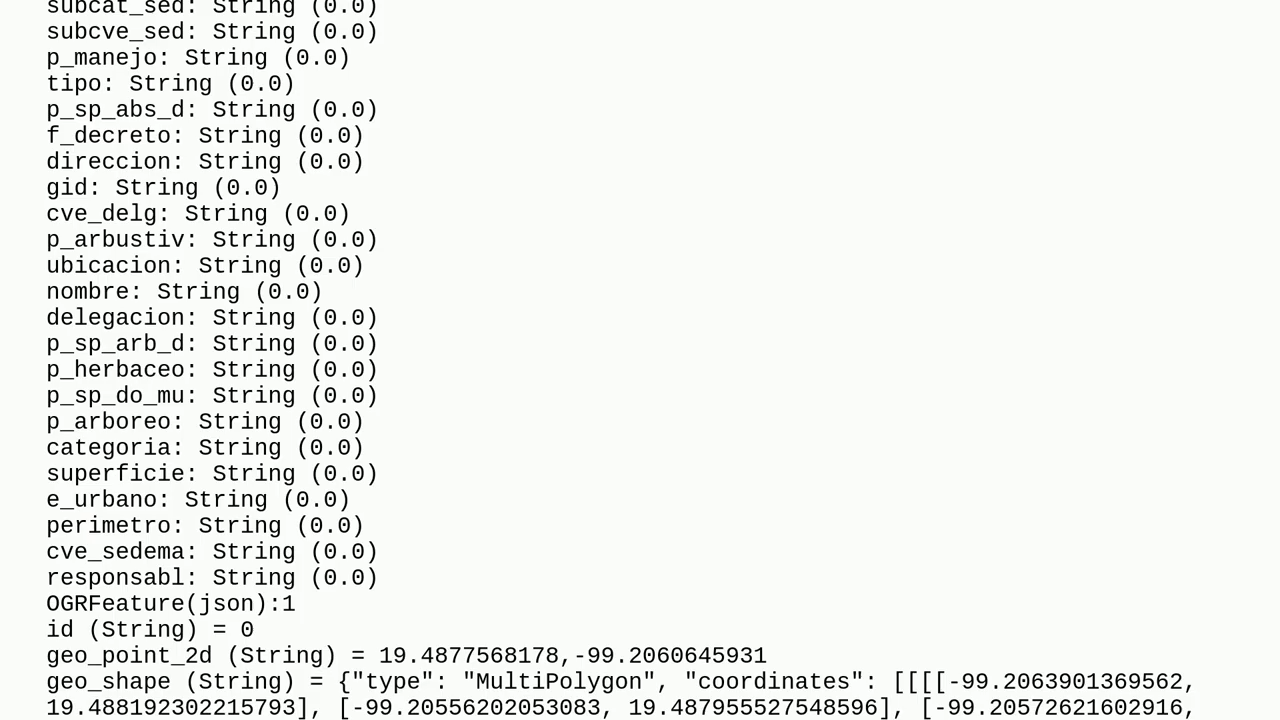 subcat_sed: String (0.0)
subcve_sed: String (0.0)
p_manejo: String (0.0)
tipo: String (0.0)
p_sp_abs_d: String (0.0)
f_decreto: String (0.0)
direccion: String (0.0)
gid: String (0.0)
cve_delg: String (0.0)
p_arbustiv: String (0.0)
ubicacion: String (0.0)
nombre: String (0.0)
delegacion: String (0.0)
p_sp_arb_d: String (0.0)
p_herbaceo: String (0.0)
p_sp_do_mu: String (0.0)
p_arboreo: String (0.0)
categoria: String (0.0)
superficie: String (0.0)
e_urbano: String (0.0)
perimetro: String (0.0)
cve_sedema: String (0.0)
responsabl: String (0.0)
OGRFeature(json):1
id (String) = 0
geo_point_2d (String) = 19.4877568178,-99.2060645931
geo_shape (String) = {"type": "MultiPolygon", "coordinates": [[[[-99.2063901369562,
19.488192302215793], [-99.20556202053083, 19.487955527548596], [-99.20572621602916,